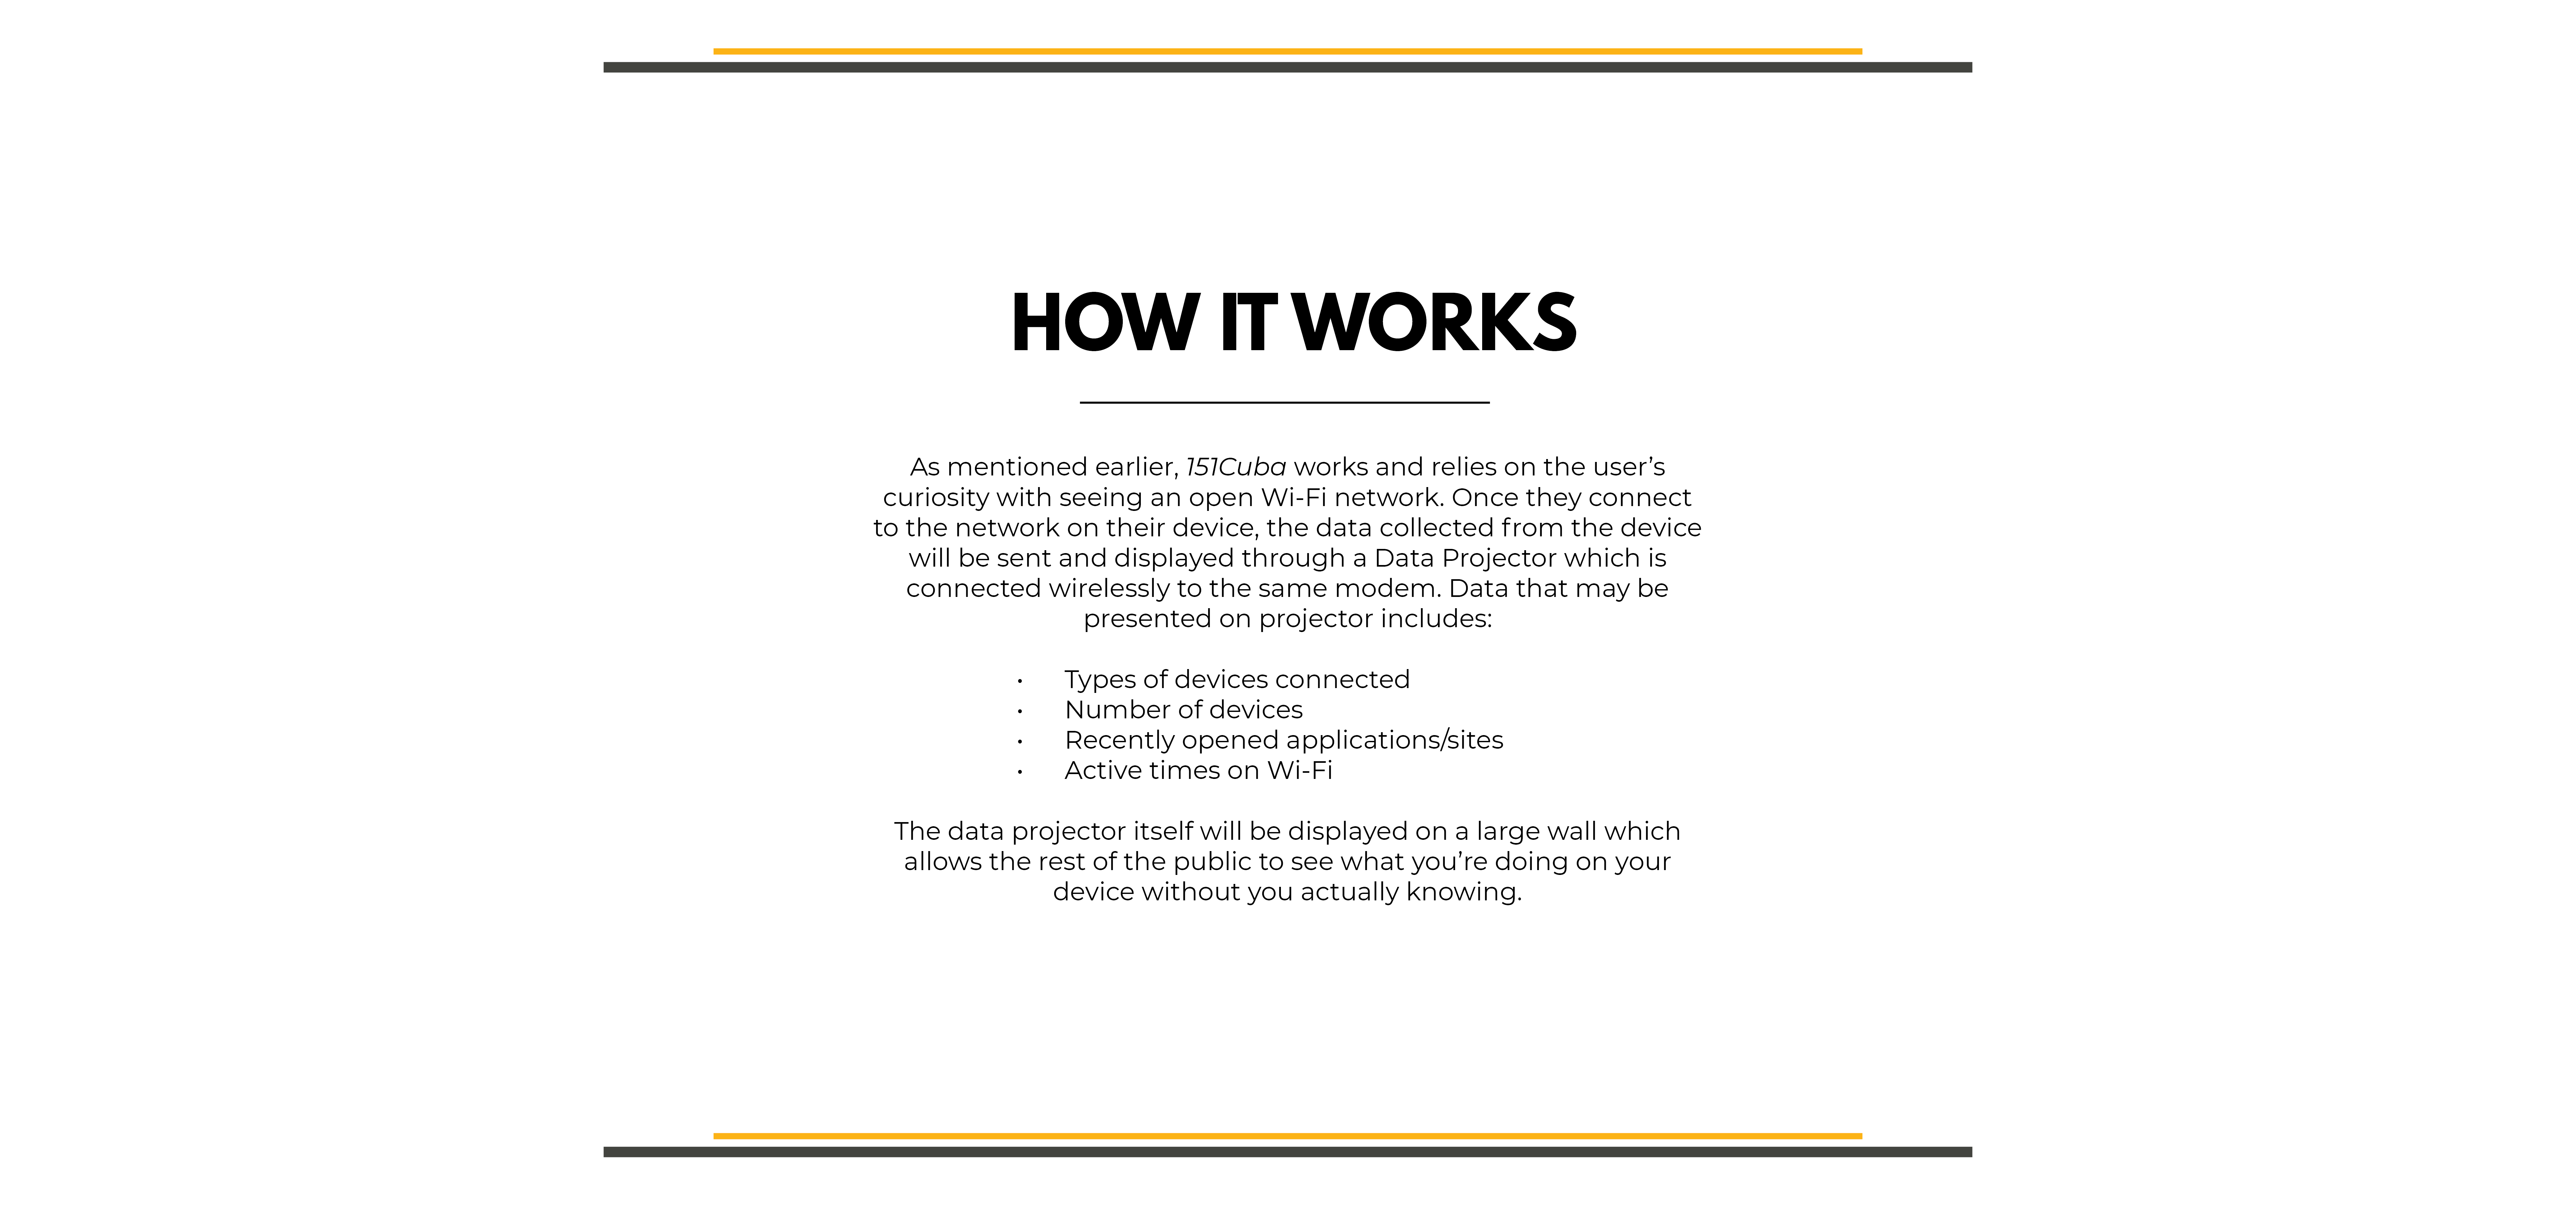 HOW IT WORKS
As mentioned earlier, 151Cuba works and relies on the user’s
curiosity with seeing an open Wi-Fi network. Once they connect
to the network on their device, the data collected from the device
will be sent and displayed through a Data Projector which is
connected wirelessly to the same modem. Data that may be
presented on projector includes:
• Types of devices connected
• Number of devices
• Recently opened applications/sites
• Active times on Wi-Fi
The data projector itself will be displayed on a large wall which
allows the rest of the public to see what you’re doing on your
device without you actually knowing.